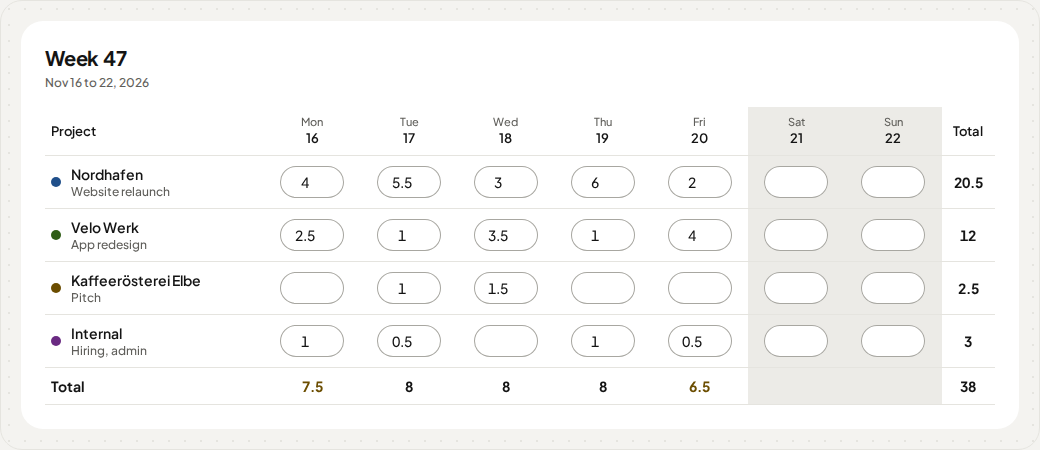 Week 47
Nov 16 to 22, 2026
Project Mon 16 Tue 17 Wed 18 Thu 19 Fri 20 Sat 21 Sun 22 Total
Nordhafen 4 5.5 3 6 2 20.5
Website relaunch
Velo Werk 2.5 1 3.5 1 4 12
App redesign
Kaffeerösterei Elbe 1 1.5 2.5
Pitch
Internal 1 0.5 1 0.5 3
Hiring, admin
Total 7.5 8 8 8 6.5 38